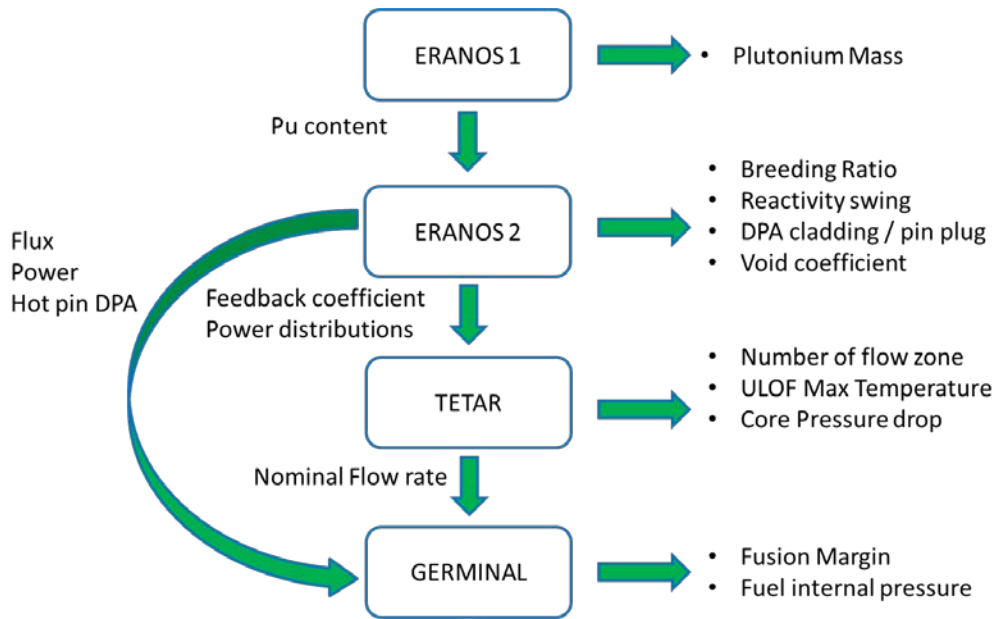 ERANOS 1
• Plutonium Mass
Pu content
ERANOS 2
• Breeding Ratio
• Reactivity swing
• DPA cladding / pin plug
• Void coefficient
Flux
Power
Hot pin DPA
Feedback coefficient
Power distributions
TETAR
• Number of flow zone
• ULOF Max Temperature
• Core Pressure drop
Nominal Flow rate
GERMINAL
• Fusion Margin
• Fuel internal pressure